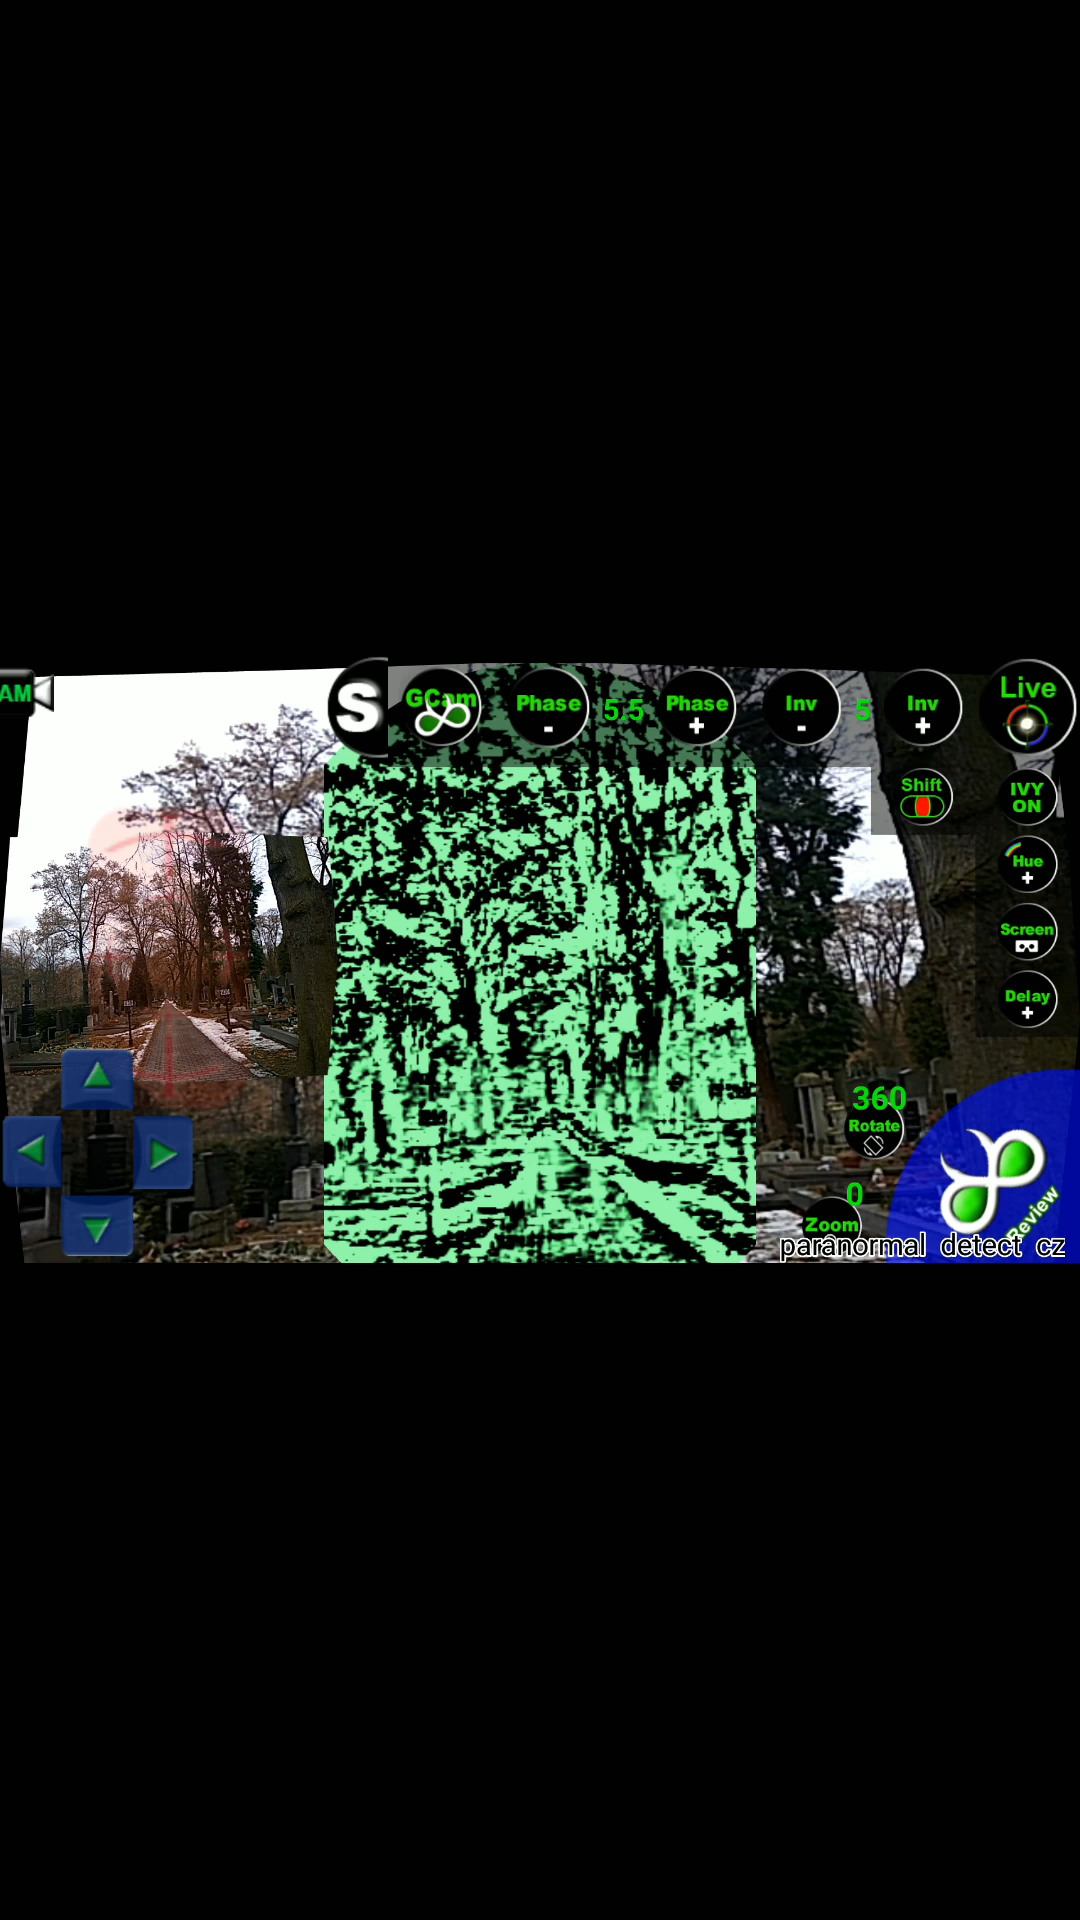 AM
S
GCam
Phase
-
5.5
Phase
+
Inv
-
5
Inv
+
Live
Shift
IVY
ON
Hue
+
Screen
Delay
+
360
Rotate
0
Zoom
Review
paranormal detect cz